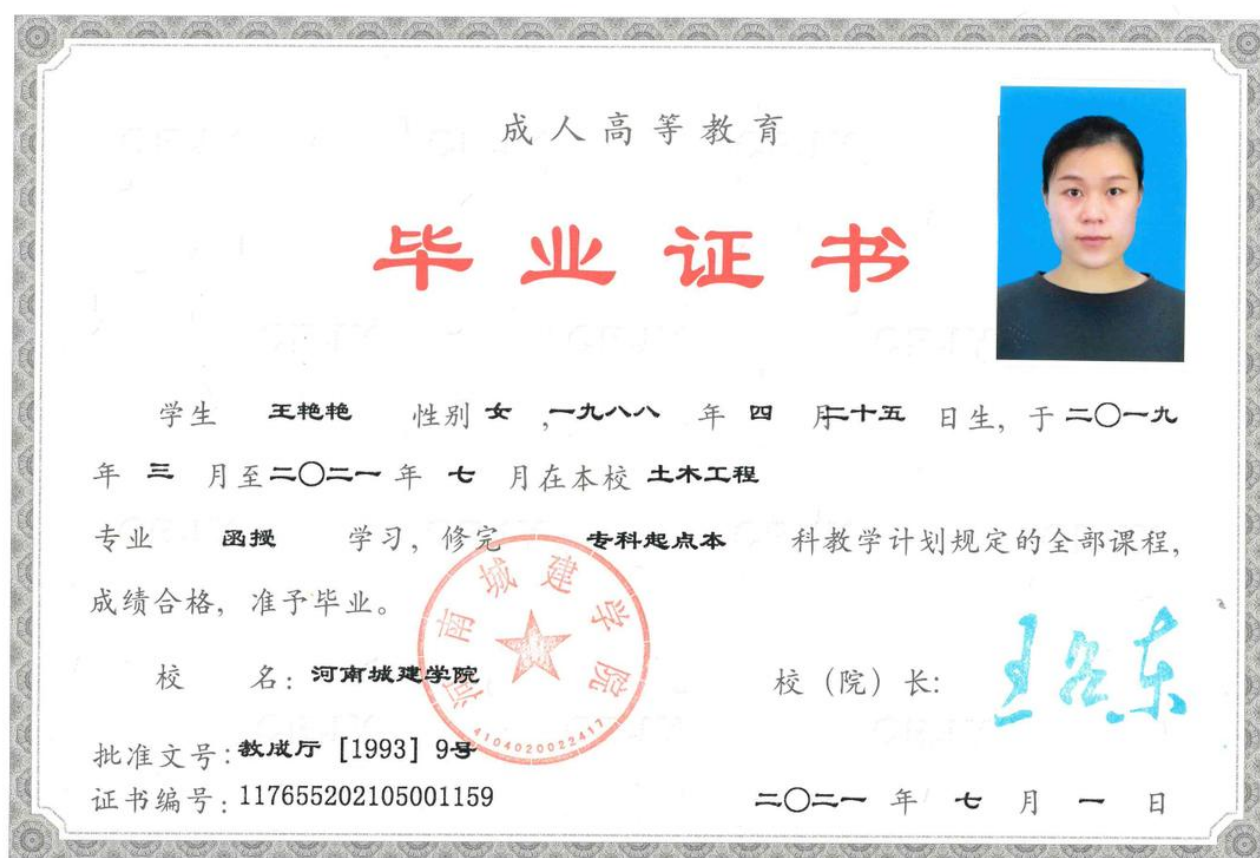 成人高等教育
毕业证书
学生 王艳艳 性别 女 ,一九八八 年 四 月二十五 日生, 于 二〇一九
年 三 月至二〇二一 年 七 月在本校 土木工程
专业 函授 学习, 修完 专科起点本 科教学计划规定的全部课程,
成绩合格, 准予毕业。
校 名: 河南城建学院 校 (院) 长:
河南城建学院
4104020022417
批准文号: 教成厅 [1993] 9号
证书编号: 117655202105001159 二〇二一 年 七 月 一 日